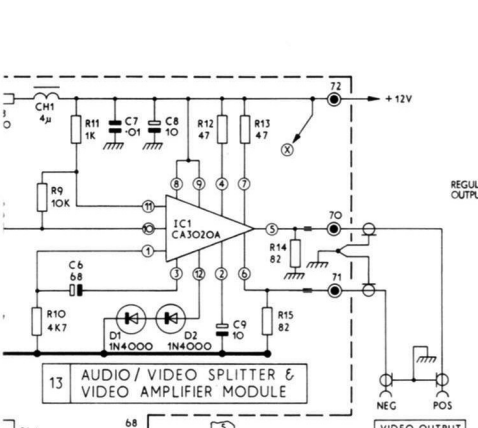 72
+ 12V
CH1
4μ
R11
1K
C7
.01
C8
10
R12
47
R13
47
X
REGUL
OUTPU
R9
10K
8
9
4
7
11
10
1
IC1
CA3020A
5
70
R14
82
C6
68
3
12
2
6
71
R10
4K7
D1
1N4000
D2
1N4000
C9
10
R15
82
13
AUDIO/ VIDEO SPLITTER &
VIDEO AMPLIFIER MODULE
NEG
POS
68
VIDEO OUTPUT